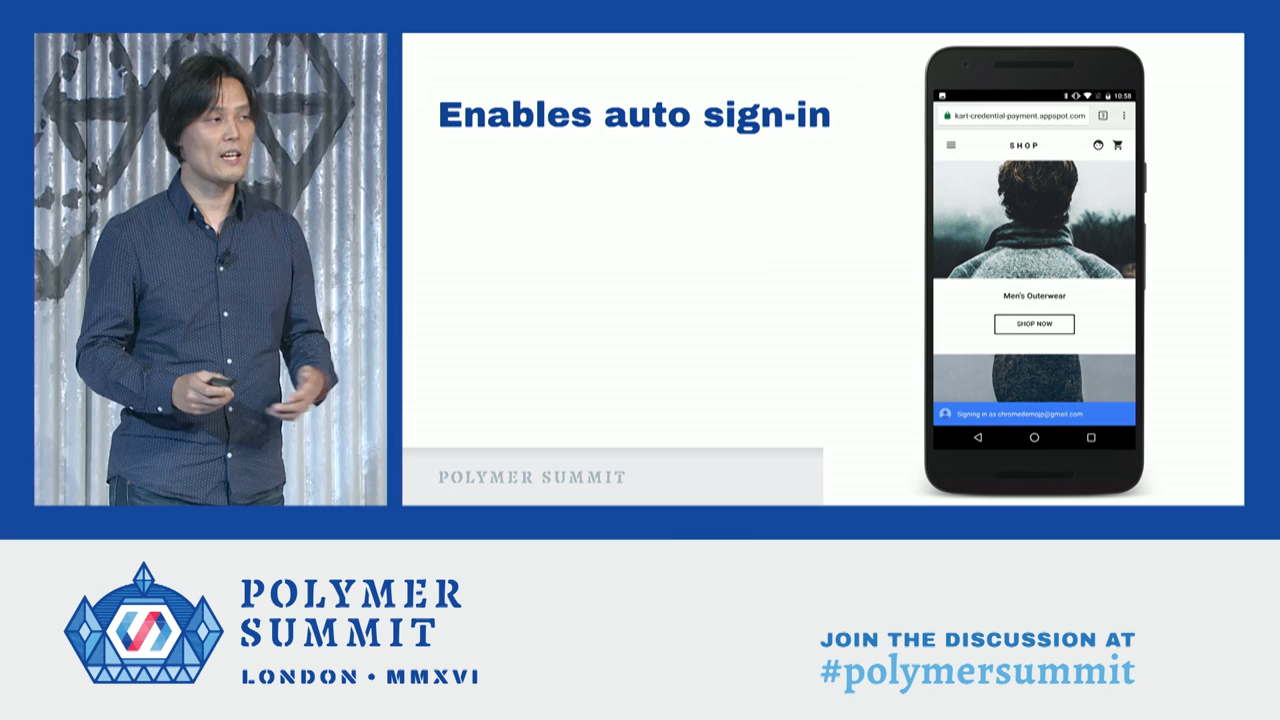 Enables auto sign-in
10:58
kart-credential-payment.appspot.com
3
SHOP
Men's Outerwear
SHOP NOW
Signing in as chromedemojp@gmail.com
POLYMER SUMMIT
POLYMER
SUMMIT
LONDON • MMXVI
JOIN THE DISCUSSION AT
#polymersummit